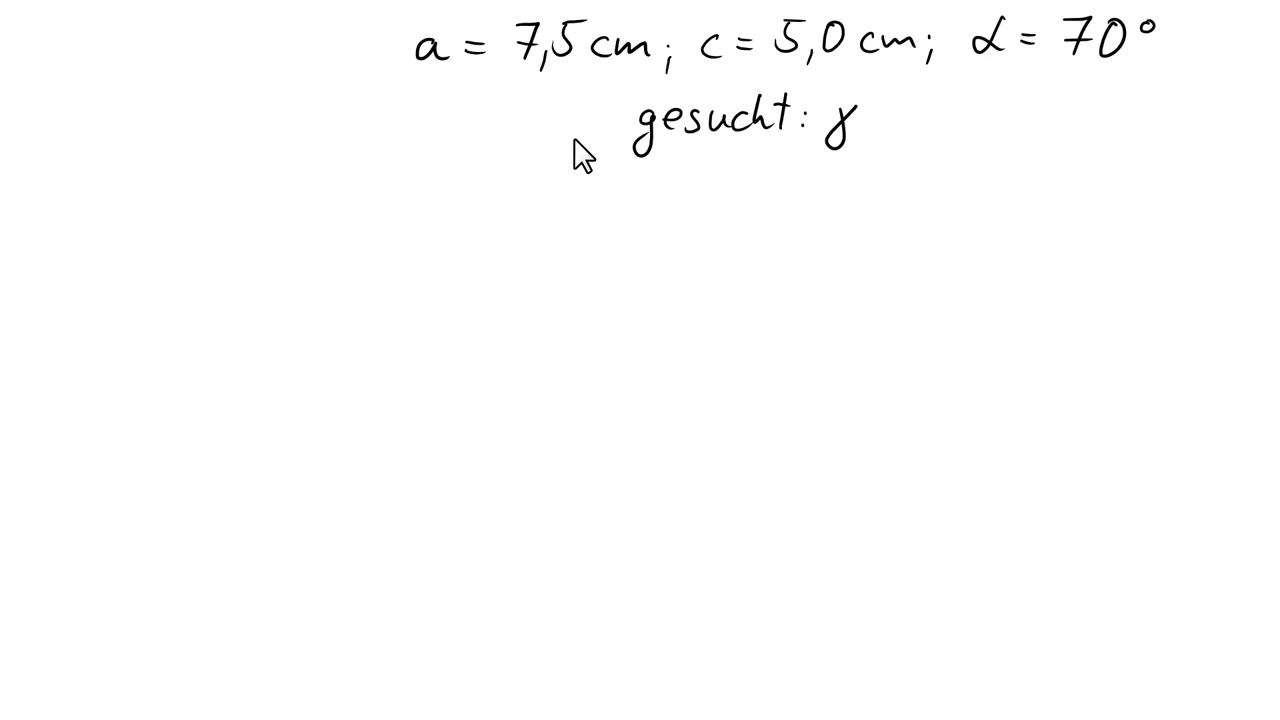 a = 7,5 cm; c = 5,0 cm; α = 70°
gesucht: γ